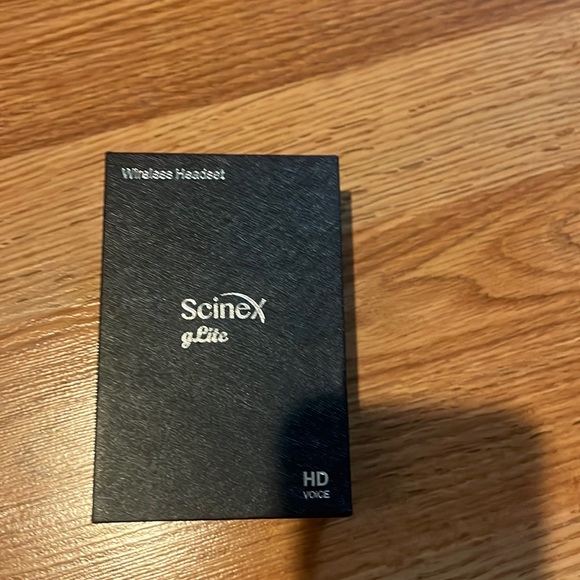 Wireless Headset
Scinex
gLite
HD
VOICE